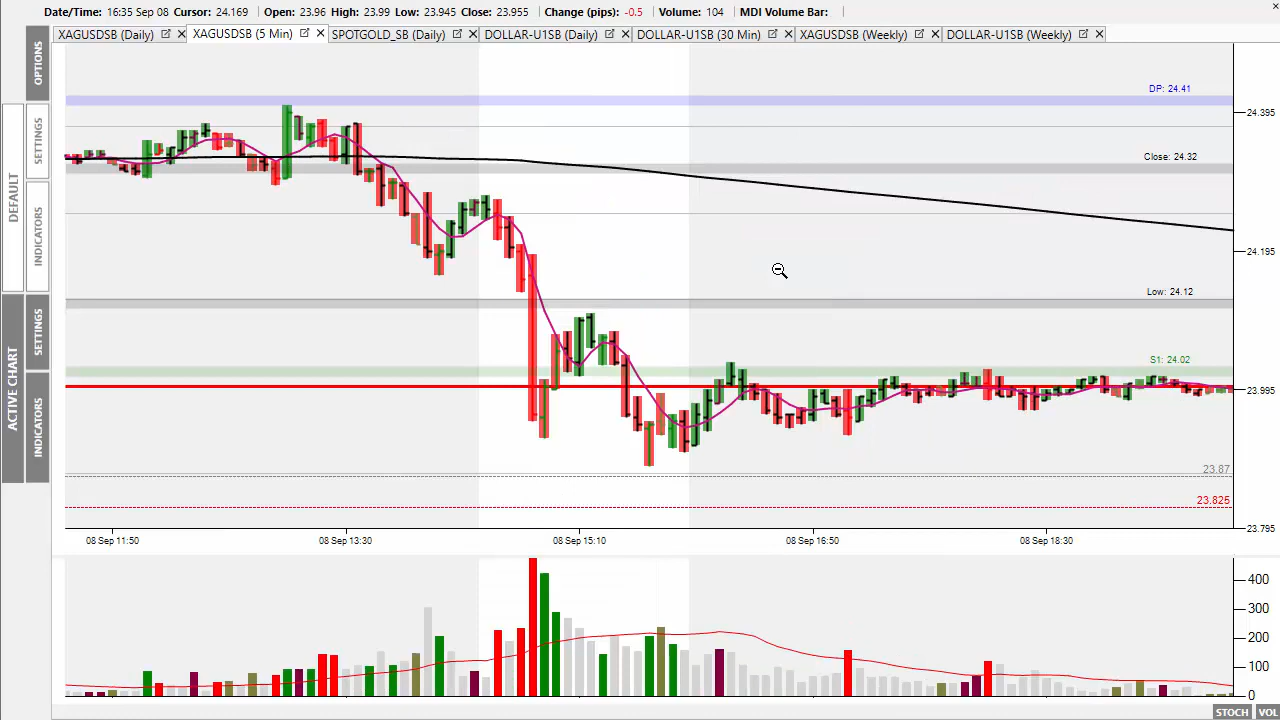 Date/Time: 16:35 Sep 08 Cursor: 24.169 Open: 23.96 High: 23.99 Low: 23.945 Close: 23.955 Change (pips): -0.5 Volume: 104 MDI Volume Bar:
XAGUSDSB (Daily) XAGUSDSB (5 Min) SPOTGOLD_SB (Daily) DOLLAR-U1SB (Daily) DOLLAR-U1SB (30 Min) XAGUSDSB (Weekly) DOLLAR-U1SB (Weekly)
OPTIONS
DEFAULT
SETTINGS
INDICATORS
ACTIVE CHART
SETTINGS
INDICATORS
DP: 24.41
24.395
Close: 24.32
24.195
Low: 24.12
S1: 24.02
23.995
23.87
23.825
23.795
08 Sep 11:50 08 Sep 13:30 08 Sep 15:10 08 Sep 16:50 08 Sep 18:30
400
300
200
100
0
STOCH VOL